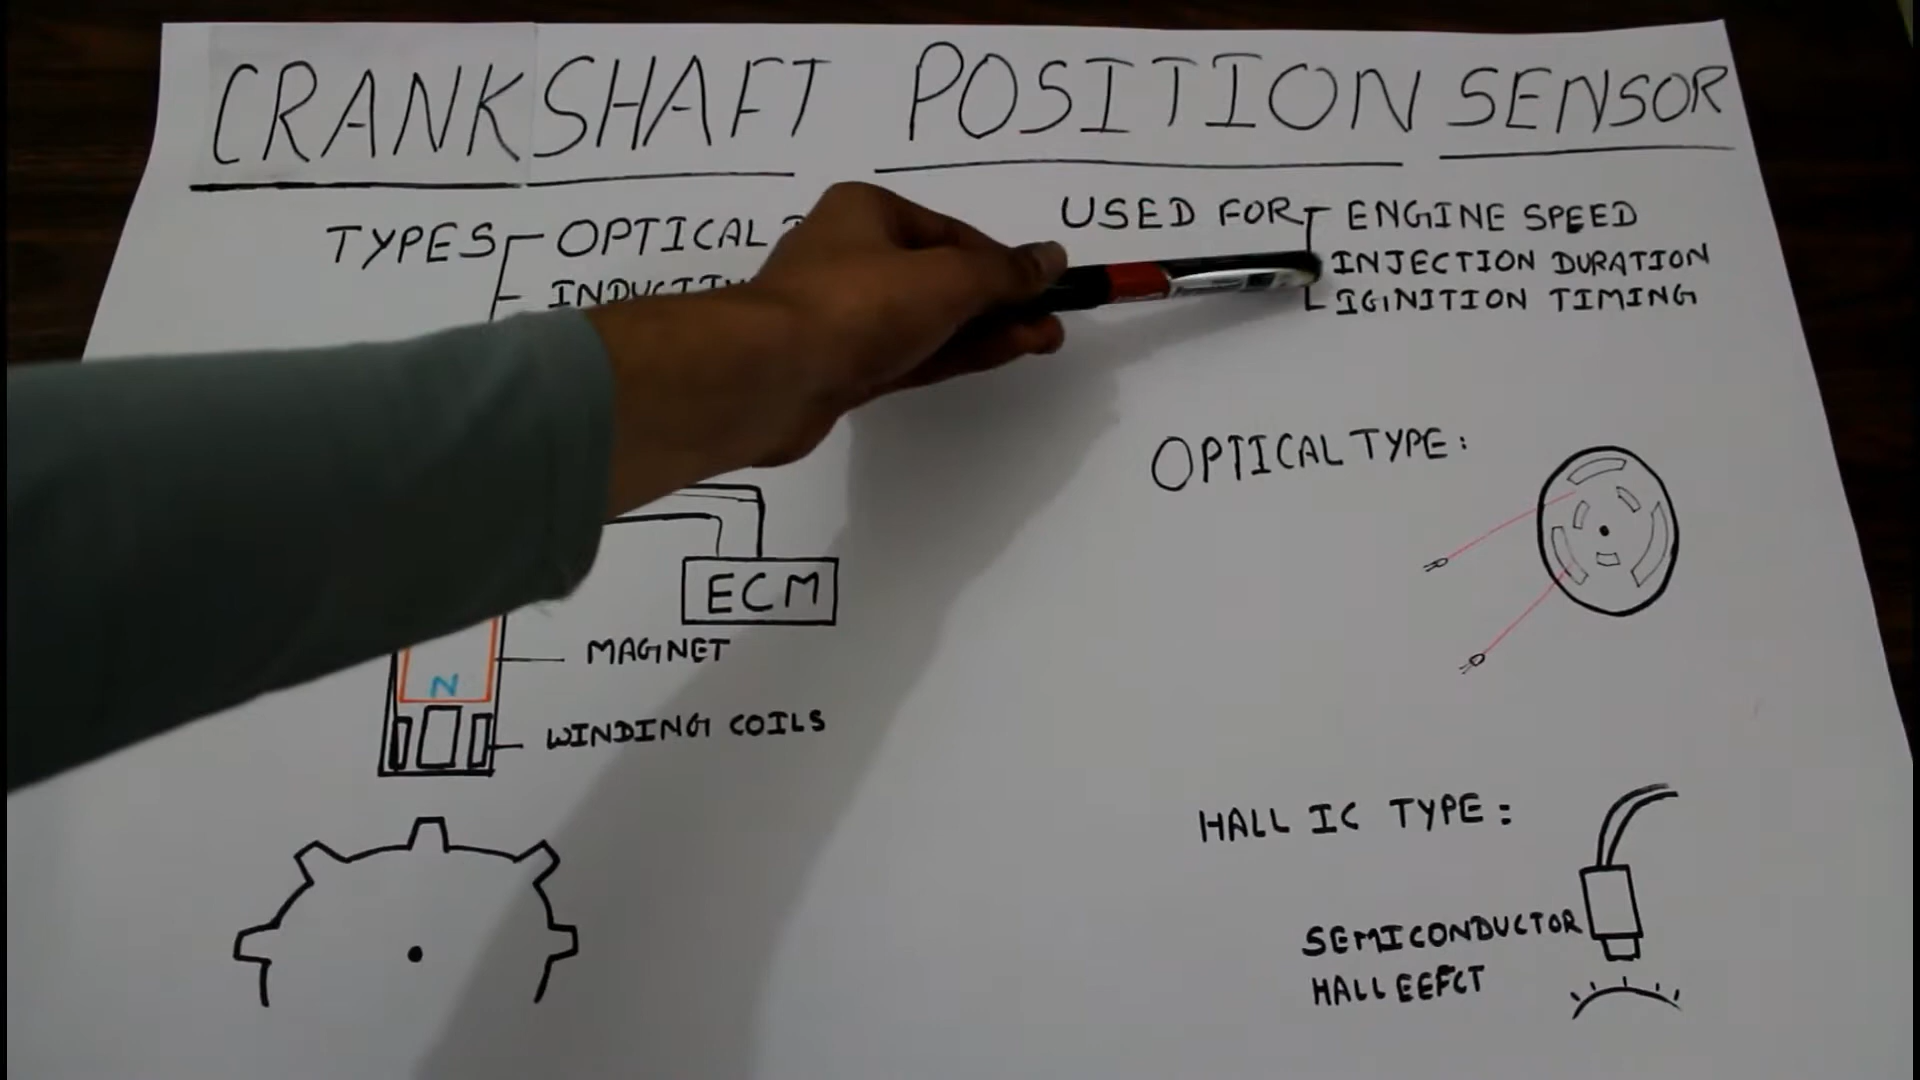 CRANKSHAFT POSITION SENSOR
TYPES OPTICAL
USED FOR ENGINE SPEED
INJECTION DURATION
IGINITION TIMING
OPTICAL TYPE:
ECM
MAGNET
N
WINDING COILS
HALL IC TYPE:
SEMICONDUCTOR
HALL EEFCT